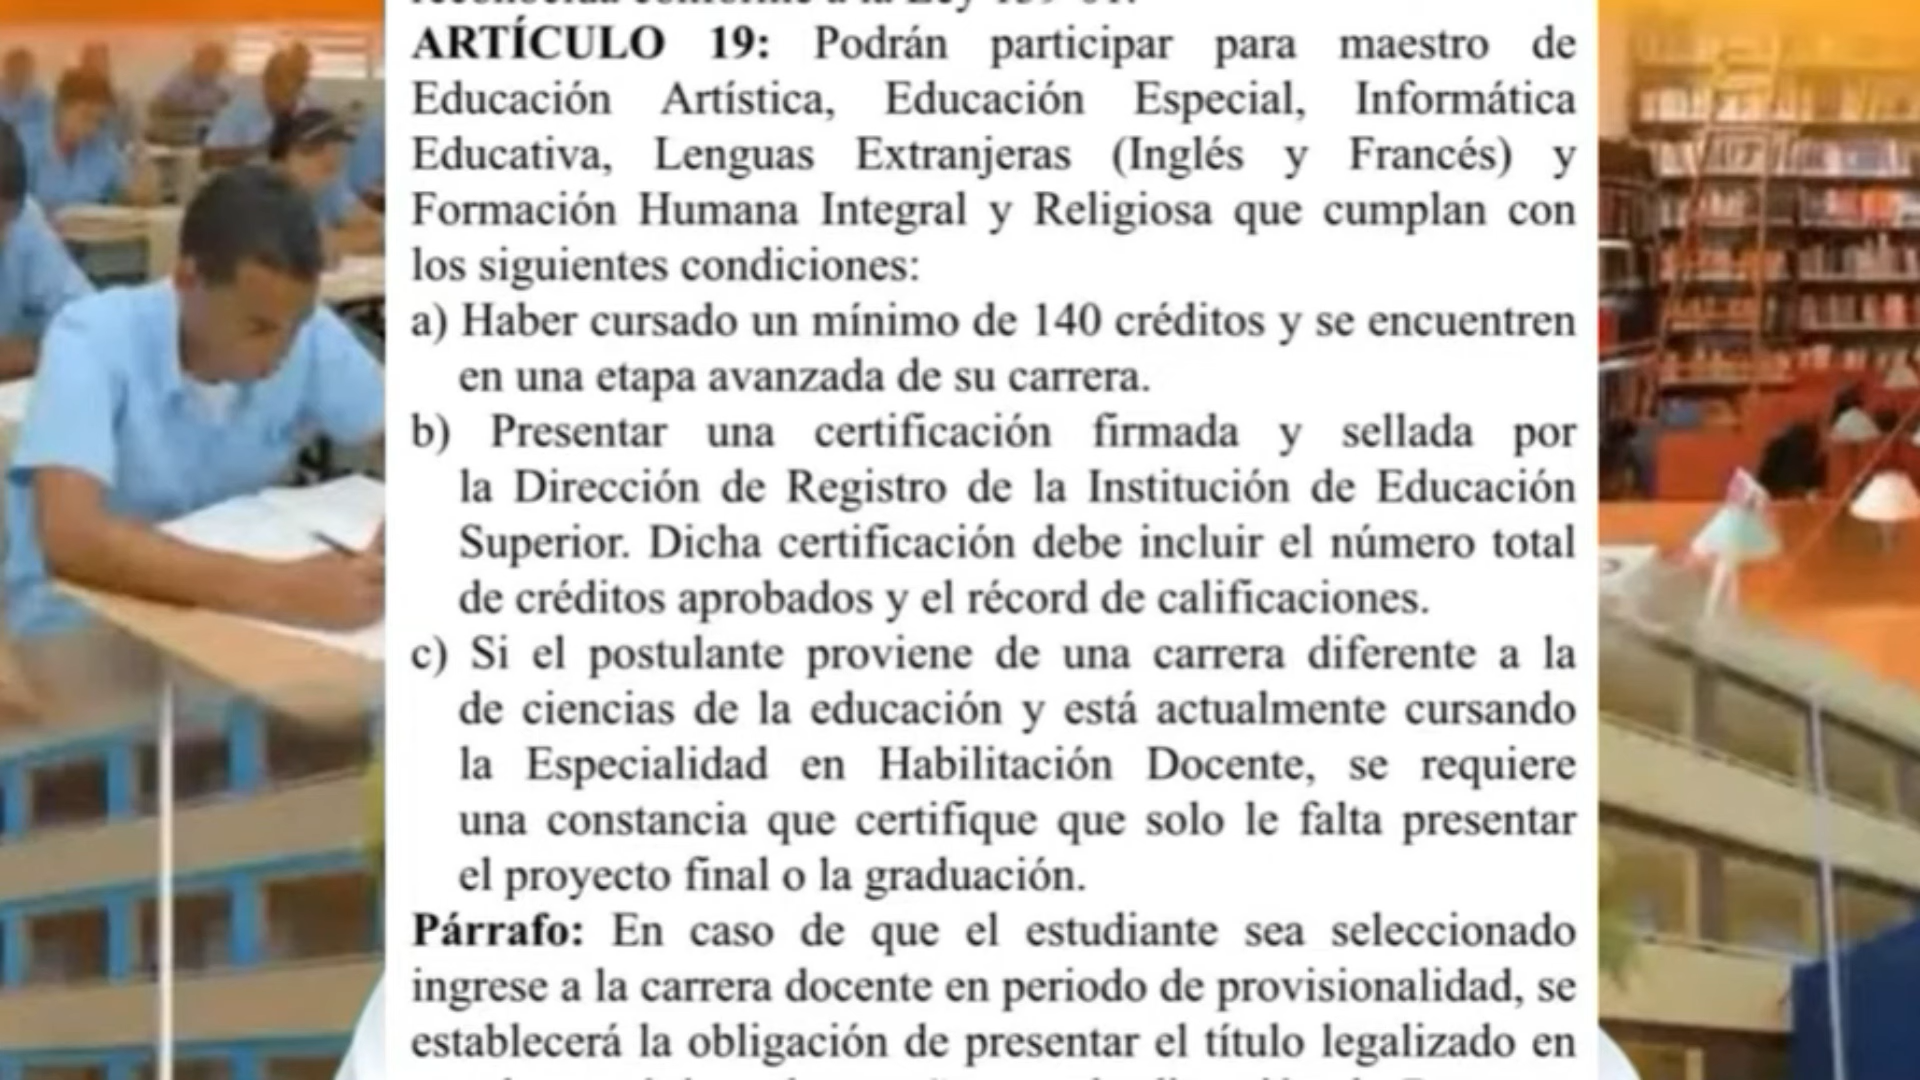 ARTÍCULO 19: Podrán participar para maestro de
Educación Artística, Educación Especial, Informática
Educativa, Lenguas Extranjeras (Inglés y Francés) y
Formación Humana Integral y Religiosa que cumplan con
los siguientes condiciones:
a) Haber cursado un mínimo de 140 créditos y se encuentren
en una etapa avanzada de su carrera.
b) Presentar una certificación firmada y sellada por
la Dirección de Registro de la Institución de Educación
Superior. Dicha certificación debe incluir el número total
de créditos aprobados y el récord de calificaciones.
c) Si el postulante proviene de una carrera diferente a la
de ciencias de la educación y está actualmente cursando
la Especialidad en Habilitación Docente, se requiere
una constancia que certifique que solo le falta presentar
el proyecto final o la graduación.
Párrafo: En caso de que el estudiante sea seleccionado
ingrese a la carrera docente en periodo de provisionalidad, se
establecerá la obligación de presentar el título legalizado en